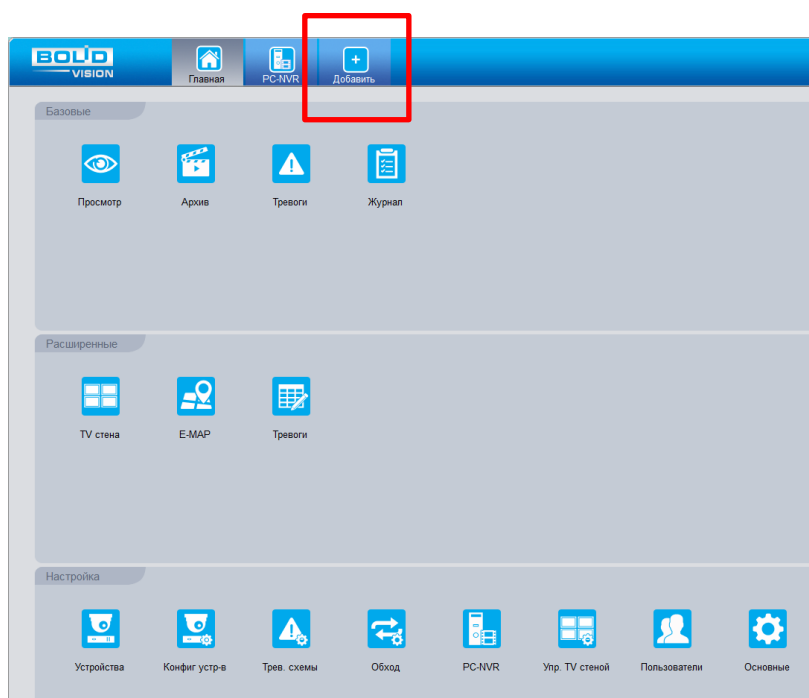 BOLID
VISION
Главная
PC-NVR
Добавить
Базовые
Просмотр
Архив
Тревоги
Журнал
Расширенные
TV стена
E-MAP
Тревоги
Настройка
Устройства
Конфиг устр-в
Трев. схемы
Обход
PC-NVR
Упр. TV стеной
Пользователи
Основные